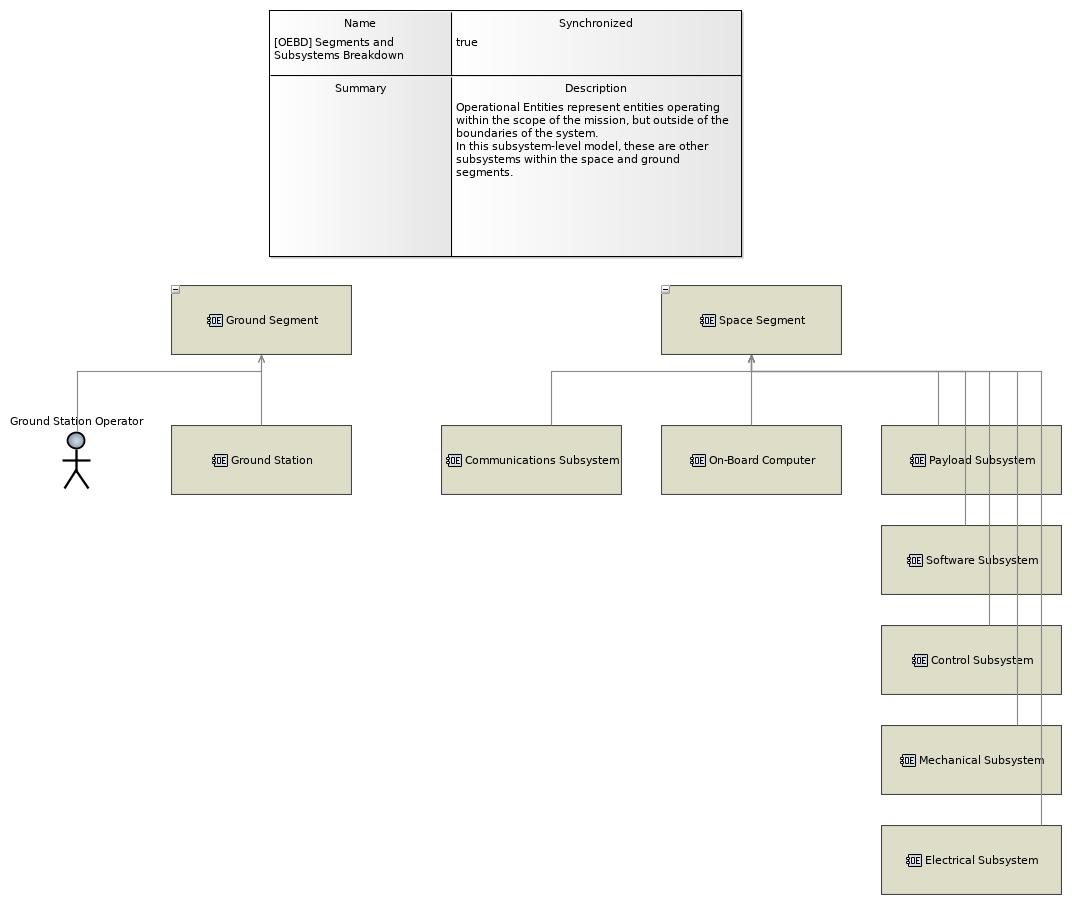 Name
Synchronized
[OEBD] Segments and
Subsystems Breakdown
true
Summary
Description
Operational Entities represent entities operating
within the scope of the mission, but outside of the
boundaries of the system.
In this subsystem-level model, these are other
subsystems within the space and ground
segments.
OE Ground Segment
OE Space Segment
Ground Station Operator
OE Ground Station
OE Communications Subsystem
OE On-Board Computer
OE Payload Subsystem
OE Software Subsystem
OE Control Subsystem
OE Mechanical Subsystem
OE Electrical Subsystem